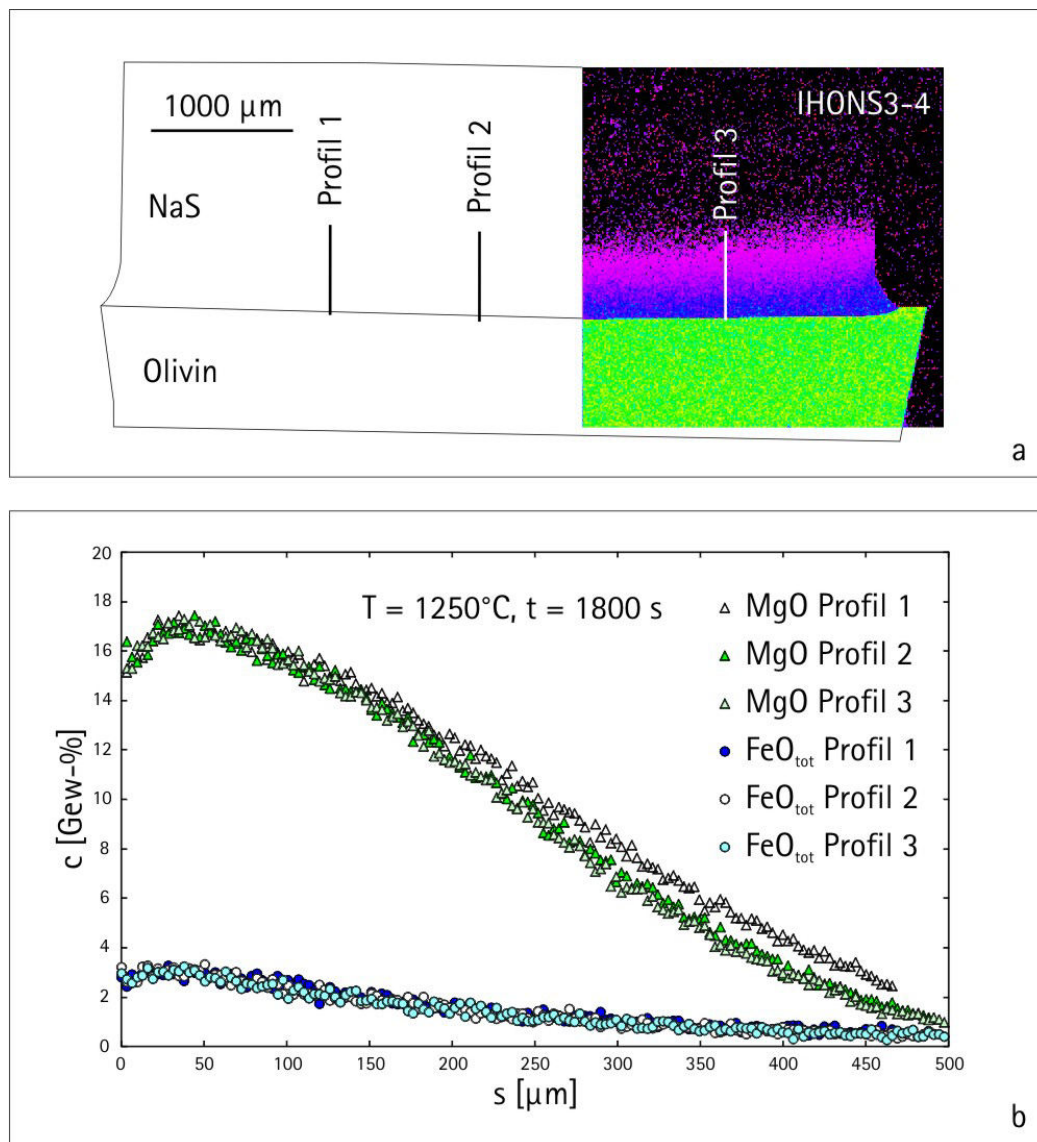 IHONS3-4
1000 µm
Profil 1
Profil 2
Profil 3
NaS
Olivin
a
20
18
16
14
12
10
8
6
4
2
0
c [Gew-%]
T = 1250°C, t = 1800 s
MgO Profil 1
MgO Profil 2
MgO Profil 3
FeOtot Profil 1
FeOtot Profil 2
FeOtot Profil 3
0 50 100 150 200 250 300 350 400 450 500
s [µm]
b